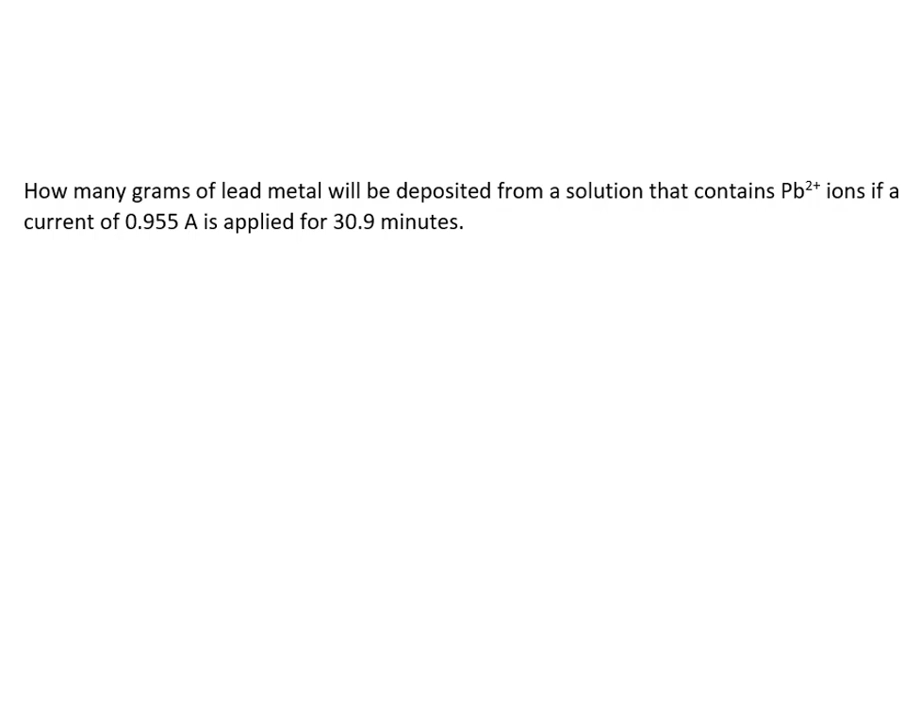 How many grams of lead metal will be deposited from a solution that contains Pb²⁺ ions if a
current of 0.955 A is applied for 30.9 minutes.